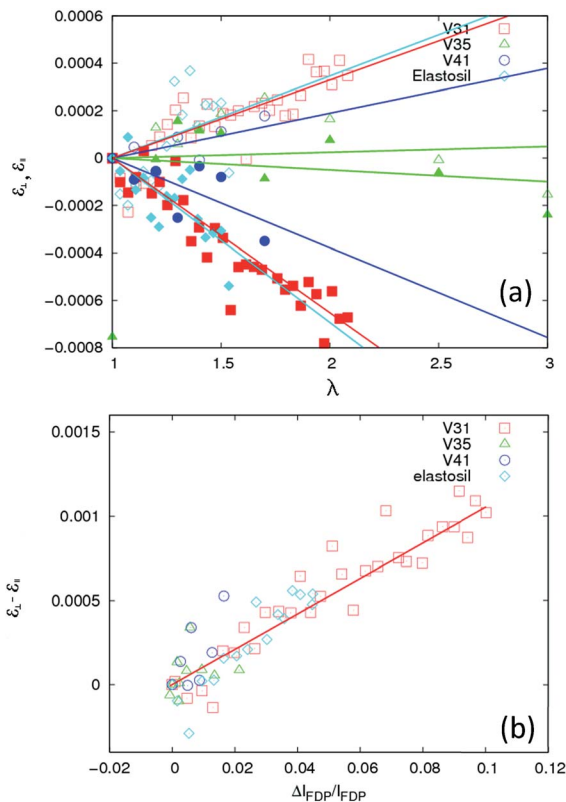 0.0006
0.0004
0.0002
0
-0.0002
-0.0004
-0.0006
-0.0008
ε⊥, ε∥
V31
V35
V41
Elastosil
(a)
1 1.5 2 2.5 3
λ
0.0015
0.001
0.0005
0
ε⊥ - ε∥
V31
V35
V41
elastosil
(b)
-0.02 0 0.02 0.04 0.06 0.08 0.1 0.12
ΔI_FDP/I_FDP